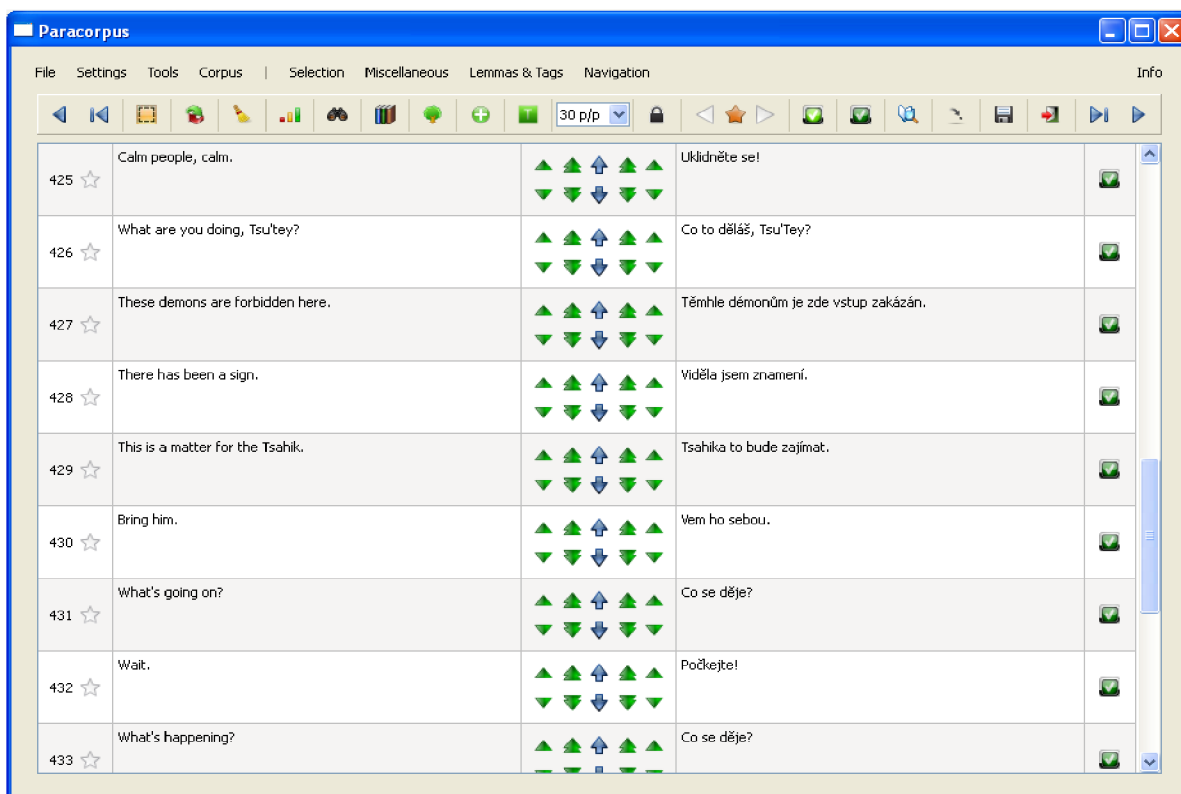 Paracorpus
File Settings Tools Corpus | Selection Miscellaneous Lemmas & Tags Navigation Info
T 30 p/p
425 Calm people, calm. Uklidněte se!
426 What are you doing, Tsu'tey? Co to děláš, Tsu'Tey?
427 These demons are forbidden here. Těmhle démonům je zde vstup zakázán.
428 There has been a sign. Viděla jsem znamení.
429 This is a matter for the Tsahik. Tsahika to bude zajímat.
430 Bring him. Vem ho sebou.
431 What's going on? Co se děje?
432 Wait. Počkejte!
433 What's happening? Co se děje?